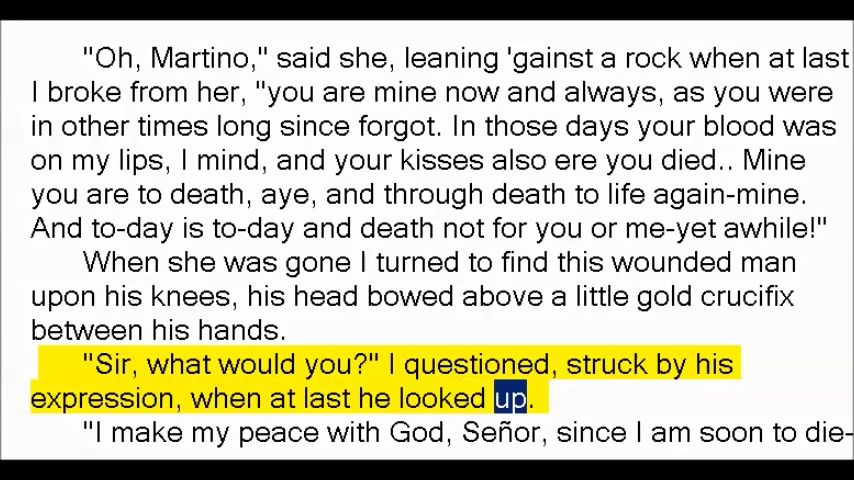 "Oh, Martino," said she, leaning 'gainst a rock when at last
I broke from her, "you are mine now and always, as you were
in other times long since forgot. In those days your blood was
on my lips, I mind, and your kisses also ere you died.. Mine
you are to death, aye, and through death to life again-mine.
And to-day is to-day and death not for you or me-yet awhile!"
When she was gone I turned to find this wounded man
upon his knees, his head bowed above a little gold crucifix
between his hands.
"Sir, what would you?" I questioned, struck by his
expression, when at last he looked up.
"I make my peace with God, Señor, since I am soon to die-